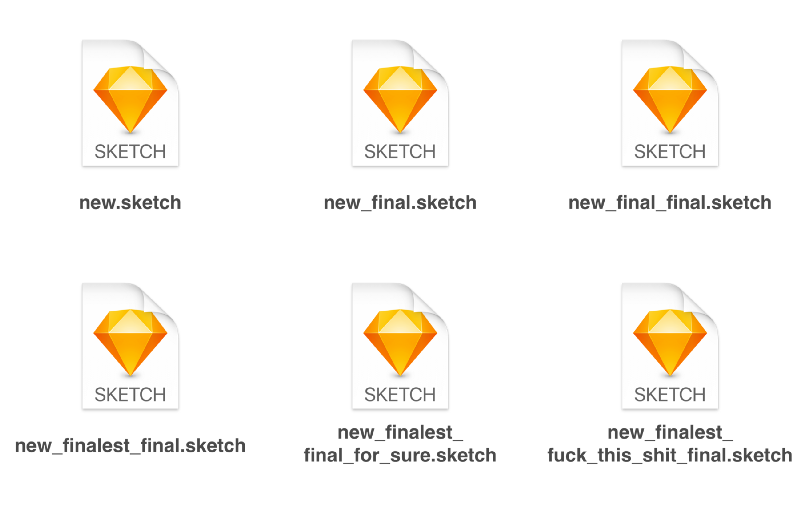 SKETCH SKETCH SKETCH
new.sketch new_final.sketch new_final_final.sketch
SKETCH SKETCH SKETCH
new_finalest_final.sketch
new_finalest_
final_for_sure.sketch
new_finalest_
fuck_this_shit_final.sketch